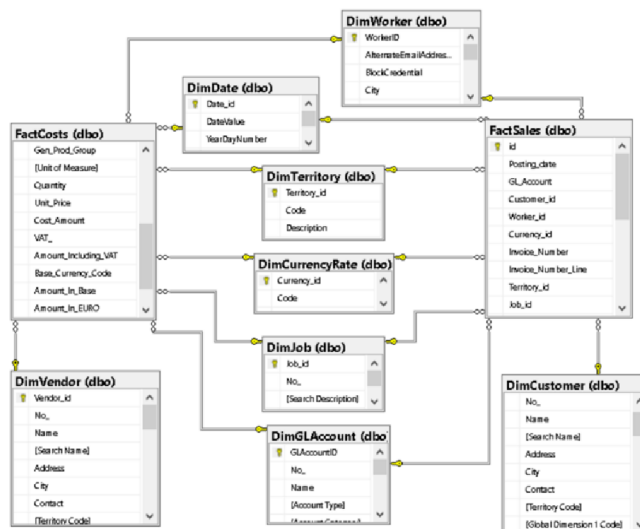 DimWorker (dbo)
WorkerID
AlternateEmailAddres...
BlockCredential
City
DimDate (dbo)
Date_id
DateValue
YearDayNumber
FactCosts (dbo)
Gen_Prod_Group
[Unit of Measure]
Quantity
Unit_Price
Cost_Amount
VAT_
Amount_Including_VAT
Base_Currency_Code
Amount_In_Base
Amount_In_EURO
FactSales (dbo)
id
Posting_date
GL_Account
Customer_id
Worker_id
Currency_id
Invoice_Number
Invoice_Number_Line
Territory_id
Job_id
DimTerritory (dbo)
Territory_id
Code
Description
DimCurrencyRate (dbo)
Currency_id
Code
DimJob (dbo)
Job_id
No_
[Search Description]
DimVendor (dbo)
Vendor_id
No_
Name
[Search Name]
Address
City
Contact
[Territory Code]
DimGLAccount (dbo)
GLAccountID
No_
Name
[Account Type]
[Account Category]
DimCustomer (dbo)
No_
Name
[Search Name]
Address
City
Contact
[Territory Code]
[Global Dimension 1 Code]